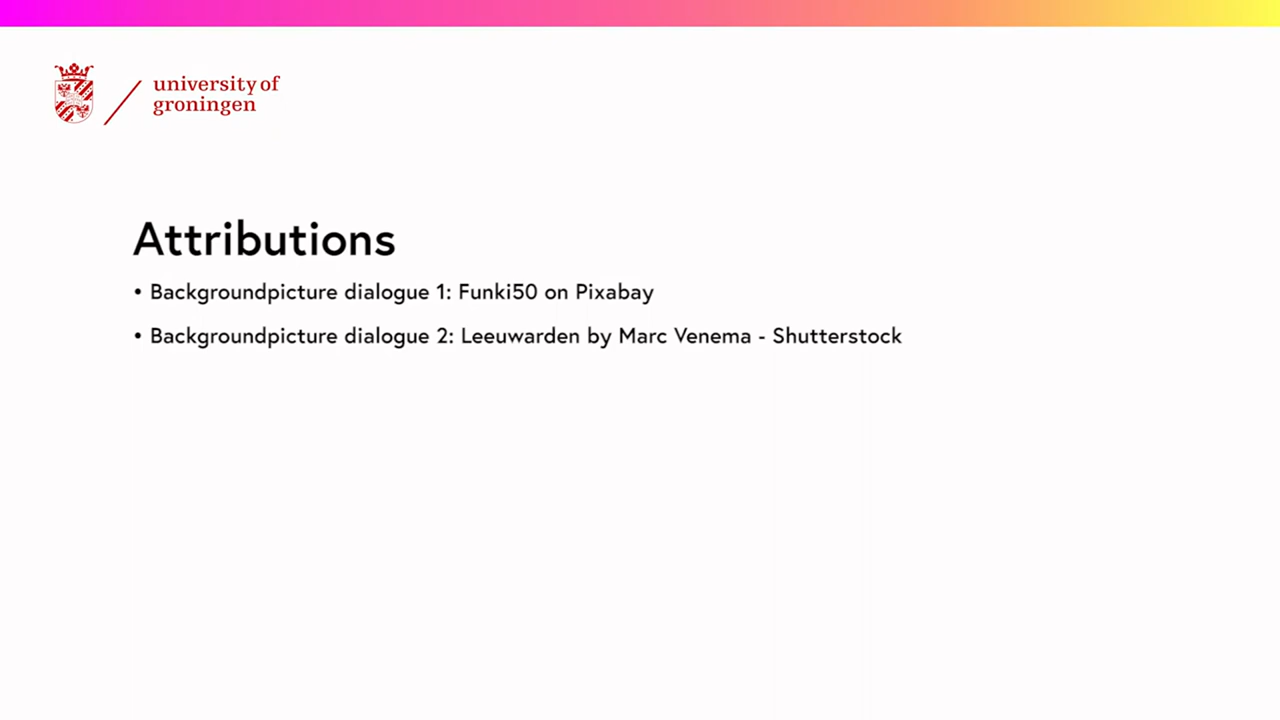 university of
groningen
Attributions
• Backgroundpicture dialogue 1: Funki50 on Pixabay
• Backgroundpicture dialogue 2: Leeuwarden by Marc Venema - Shutterstock